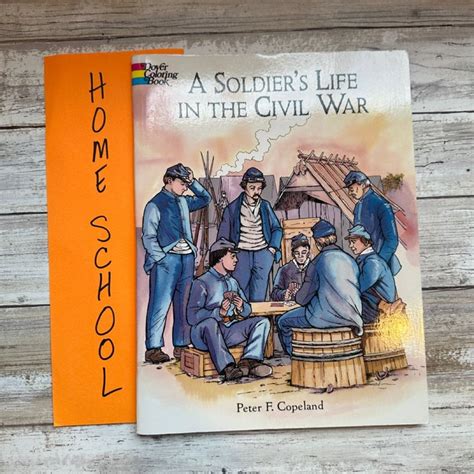 HOME SCHOOL
Dover
Coloring
Book
A SOLDIER'S LIFE
IN THE CIVIL WAR
Peter F. Copeland